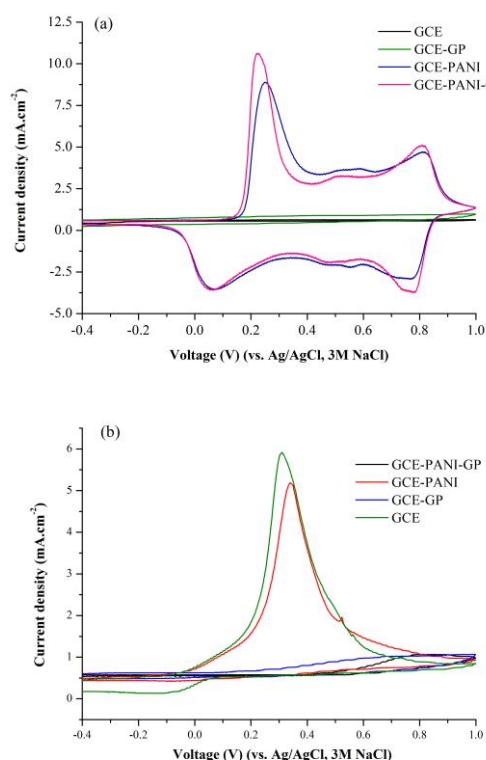 (a)
GCE
GCE-GP
GCE-PANI
GCE-PANI-
12.5
10.0
7.5
5.0
2.5
0.0
-2.5
-5.0
Current density (mA.cm-2)
-0.4 -0.2 0.0 0.2 0.4 0.6 0.8 1.0
Voltage (V) (vs. Ag/AgCl, 3M NaCl)
(b)
GCE-PANI-GP
GCE-PANI
GCE-GP
GCE
6
5
4
3
2
1
0
Current density (mA.cm-2)
-0.4 -0.2 0.0 0.2 0.4 0.6 0.8 1.0
Voltage (V) (vs. Ag/AgCl, 3M NaCl)